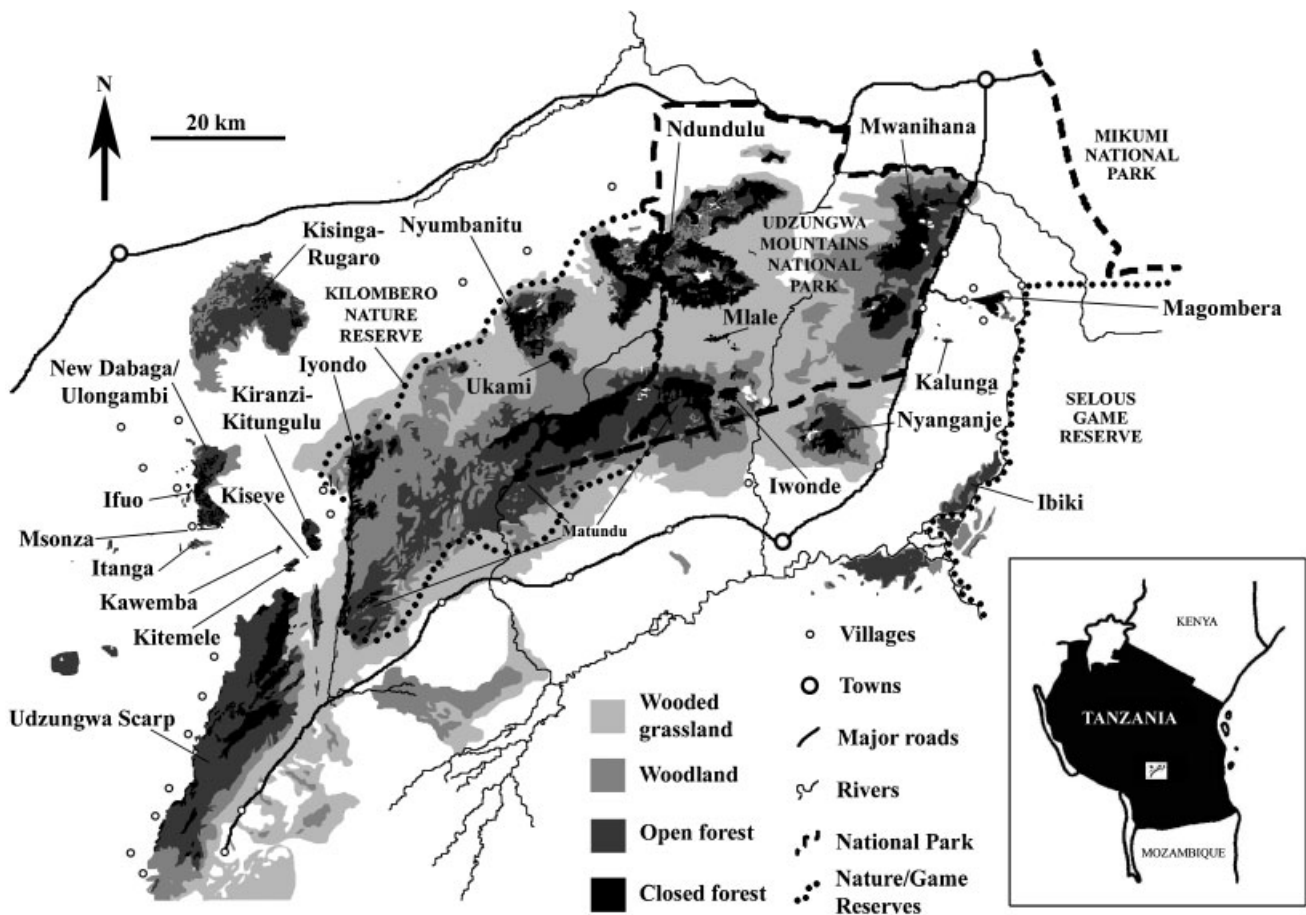 N
20 km
Ndundulu
Mwanihana
MIKUMI
NATIONAL
PARK
Kisinga-
Rugaro
Nyumbanitu
UDZUNGWA
MOUNTAINS
NATIONAL
PARK
KILOMBERO
NATURE
RESERVE
Mlale
Magombera
New Dabaga/
Ulongambi
Iyondo
Kiranzi-
Kitungulu
Ukami
Kalunga
Nyanganje
SELOUS
GAME
RESERVE
Ifuo
Kiseve
Iwonde
Ibiki
Msonza
Matundu
Itanga
Kawemba
Kitemele
Udzungwa Scarp
Wooded
grassland
Woodland
Open forest
Closed forest
Villages
Towns
Major roads
Rivers
National Park
Nature/Game
Reserves
KENYA
TANZANIA
MOZAMBIQUE